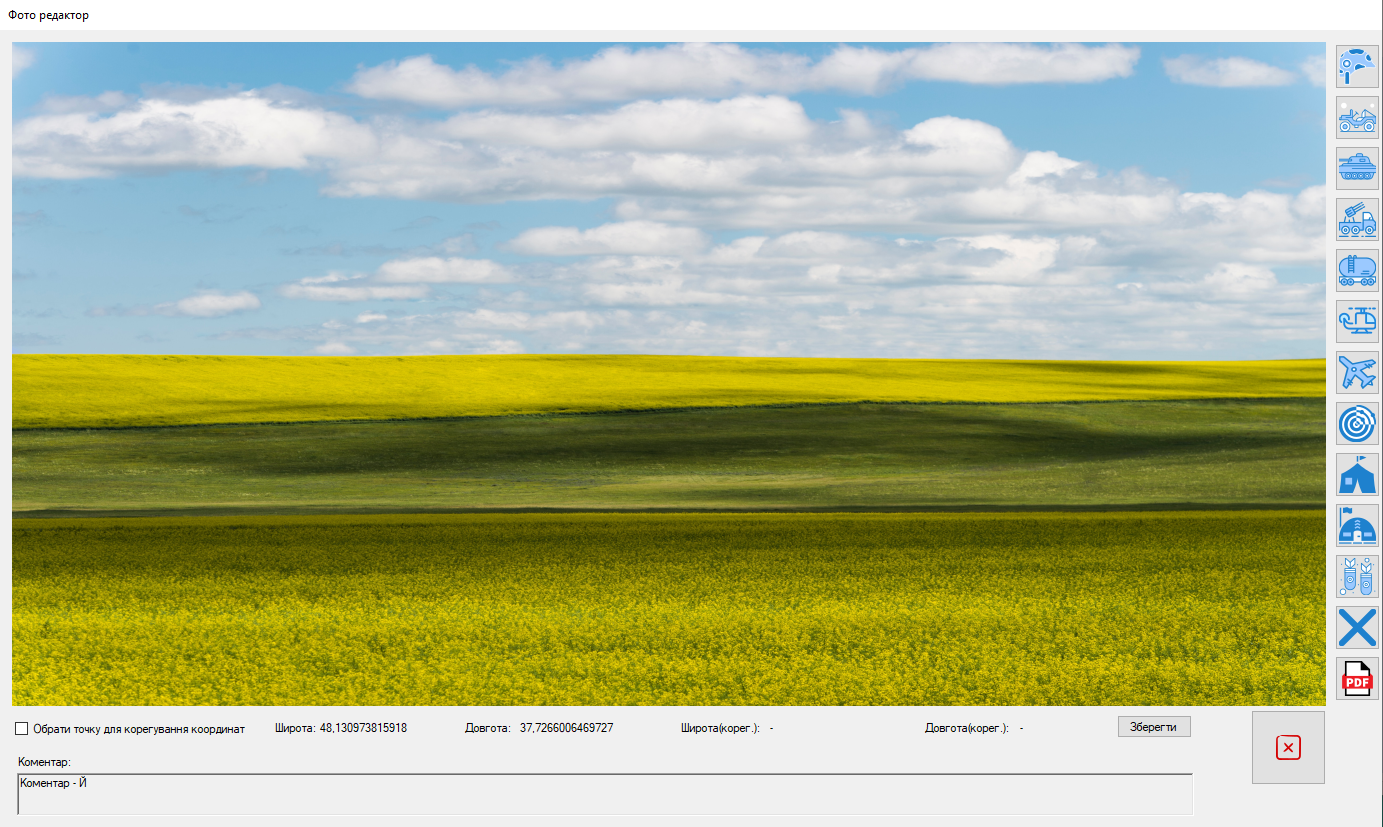 Фото редактор
PDF
Обрати точку для корегування координат Широта: 48,130973815918 Довгота: 37,7266006469727 Широта(корег.): - Довгота(корег.): - Зберегти
Коментар:
Коментар - Й